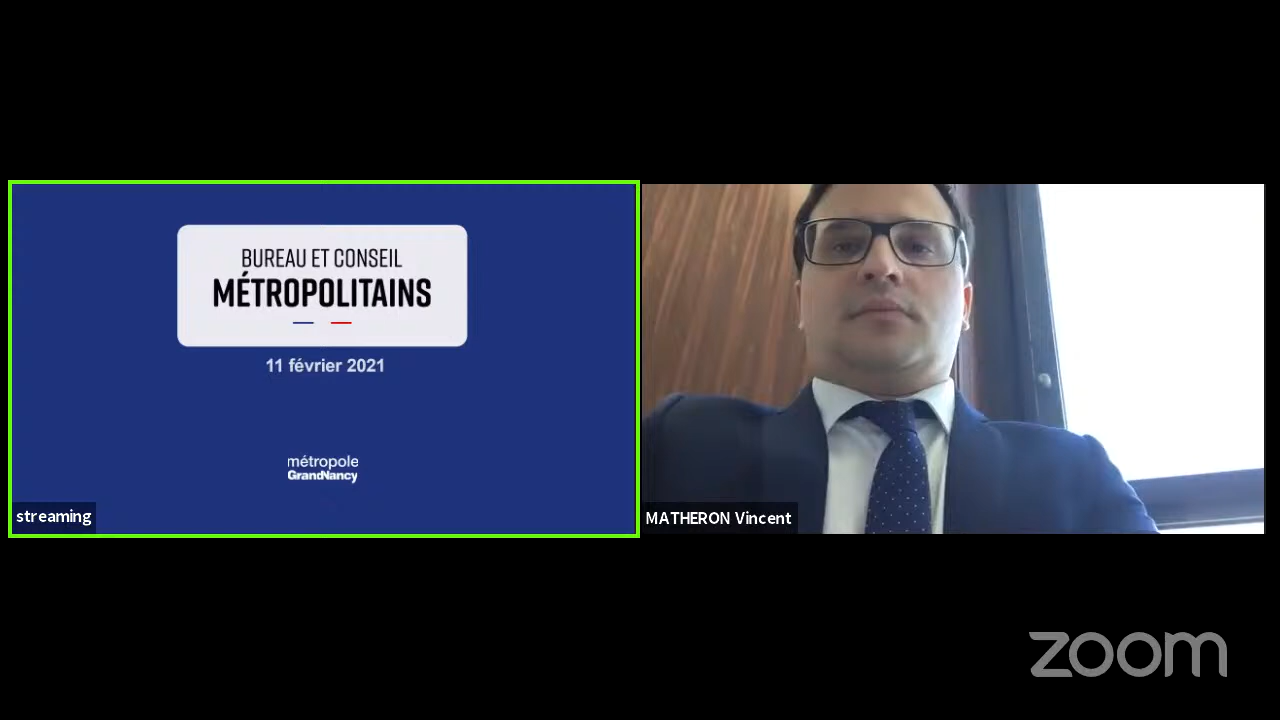 BUREAU ET CONSEIL
MÉTROPOLITAINS
11 février 2021
métropole
GrandNancy
streaming
MATHERON Vincent
zoom